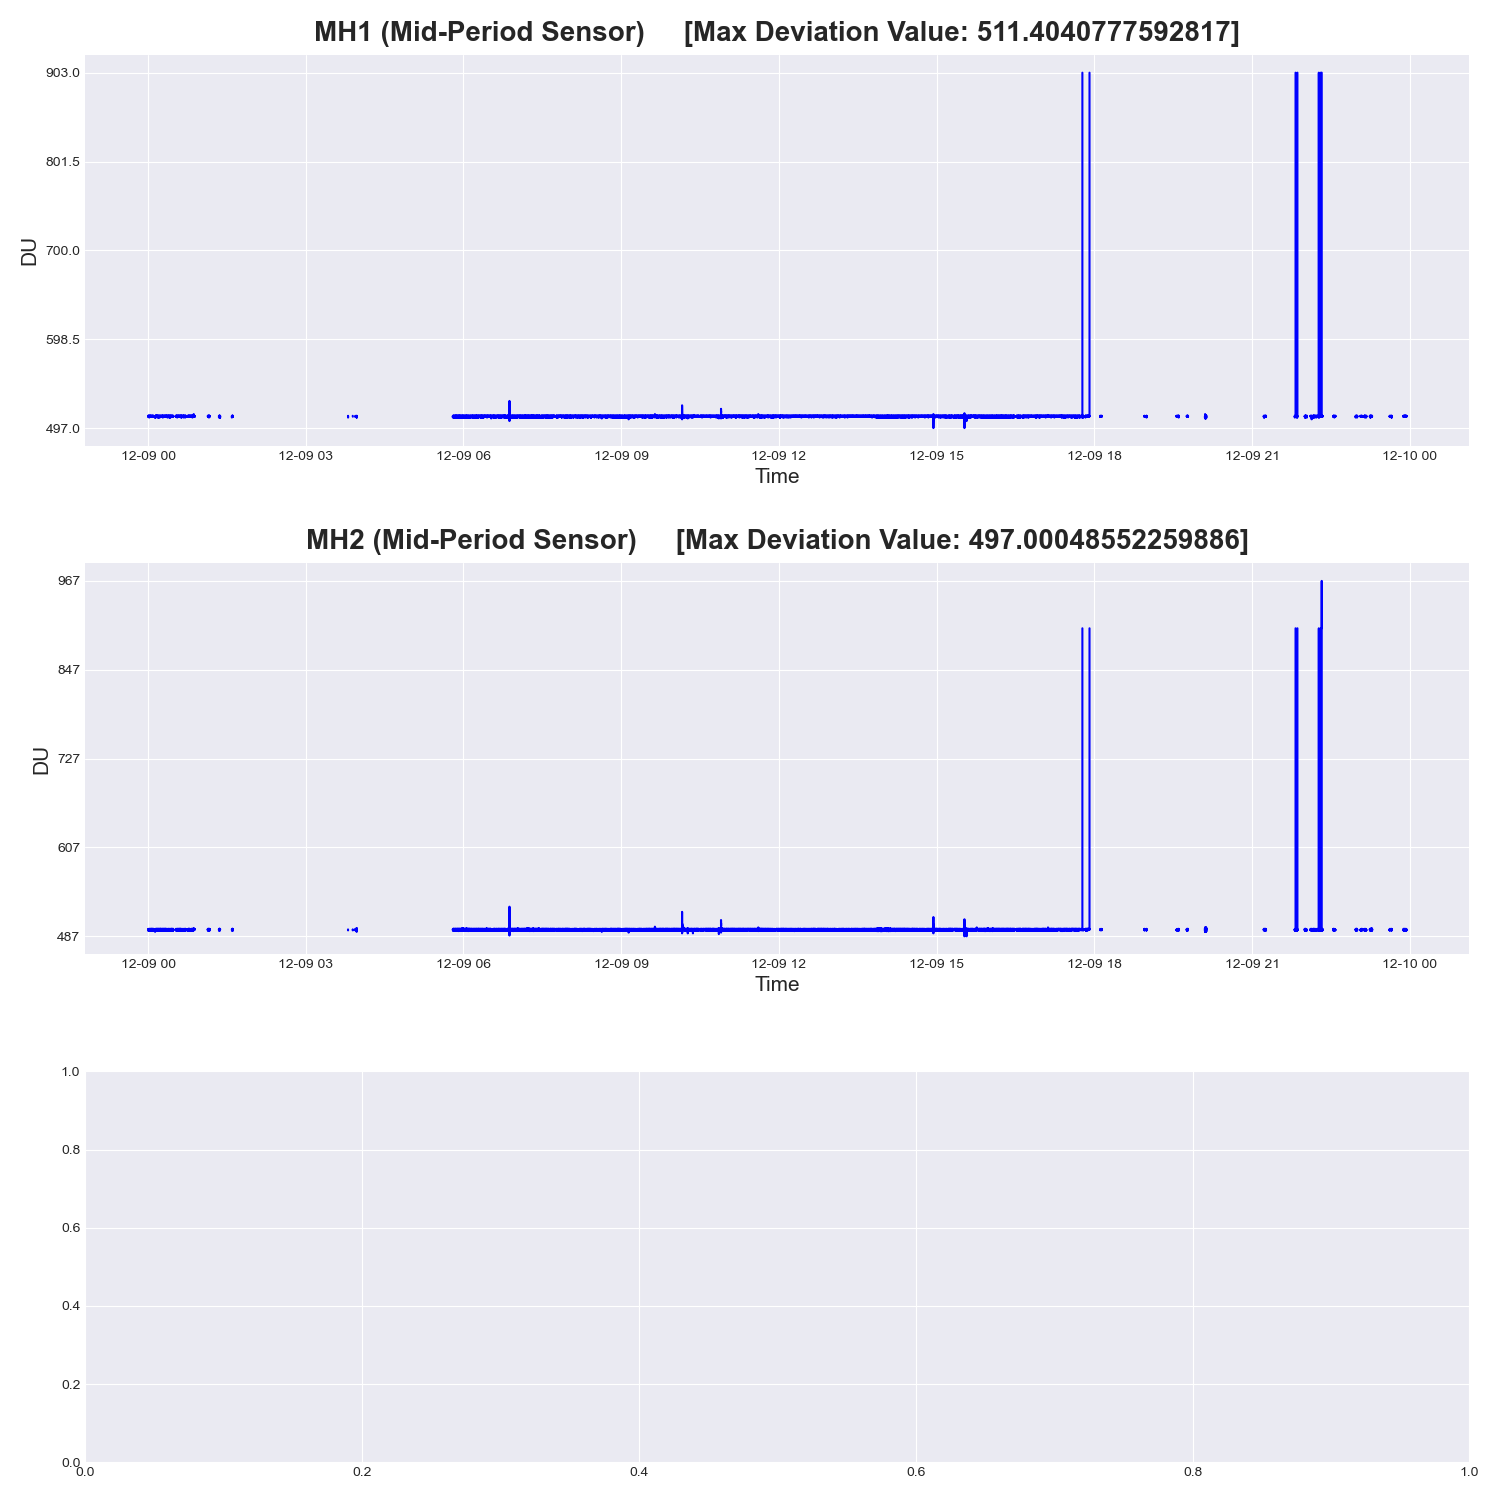 MH1 (Mid-Period Sensor) [Max Deviation Value: 511.4040777592817]
903.0
801.5
700.0
598.5
497.0
DU
12-09 00 12-09 03 12-09 06 12-09 09 12-09 12 12-09 15 12-09 18 12-09 21 12-10 00
Time
MH2 (Mid-Period Sensor) [Max Deviation Value: 497.00048552259886]
967
847
727
607
487
DU
12-09 00 12-09 03 12-09 06 12-09 09 12-09 12 12-09 15 12-09 18 12-09 21 12-10 00
Time
1.0
0.8
0.6
0.4
0.2
0.0
0.0 0.2 0.4 0.6 0.8 1.0